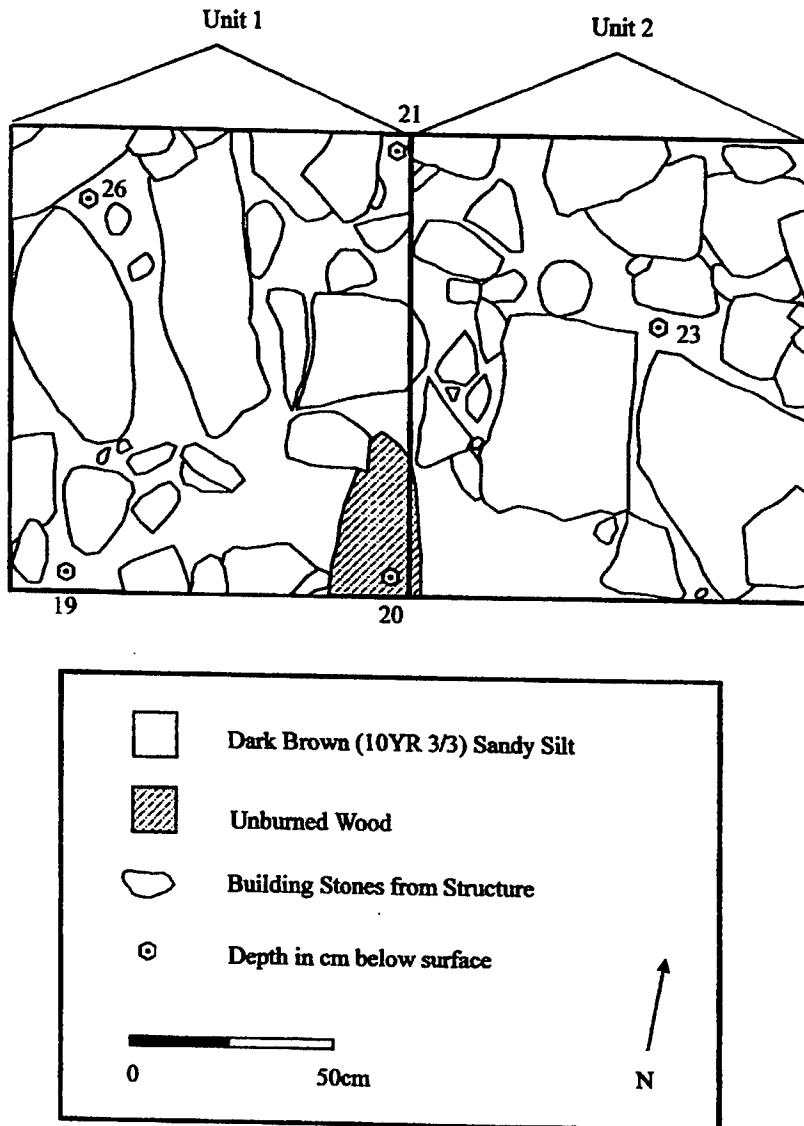 Unit 1
Unit 2
21
26
23
19
20
Dark Brown (10YR 3/3) Sandy Silt
Unburned Wood
Building Stones from Structure
Depth in cm below surface
0 50cm
N